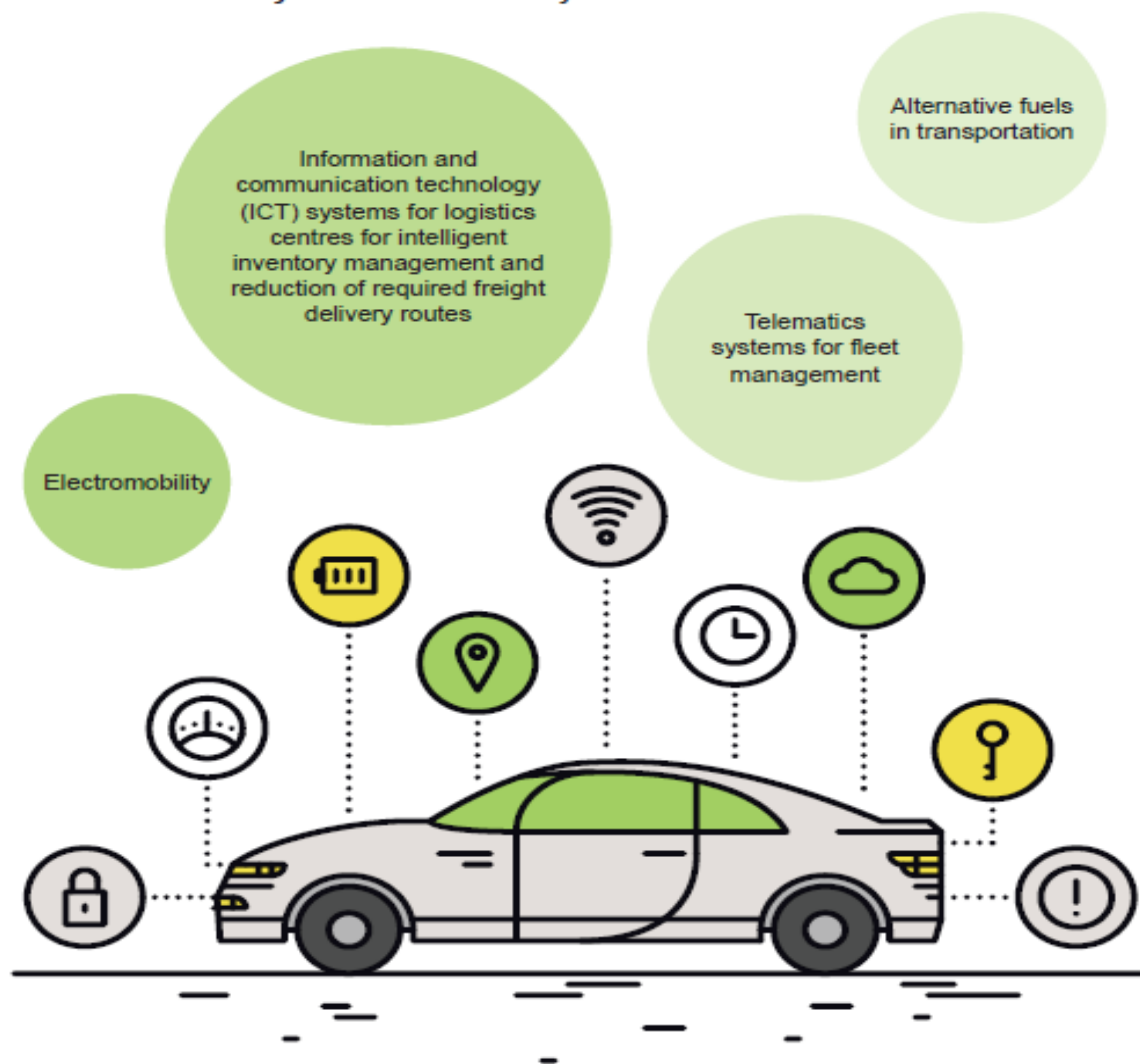 Information and
communication technology
(ICT) systems for logistics
centres for intelligent
inventory management and
reduction of required freight
delivery routes
Alternative fuels
in transportation
Telematics
systems for fleet
management
Electromobility